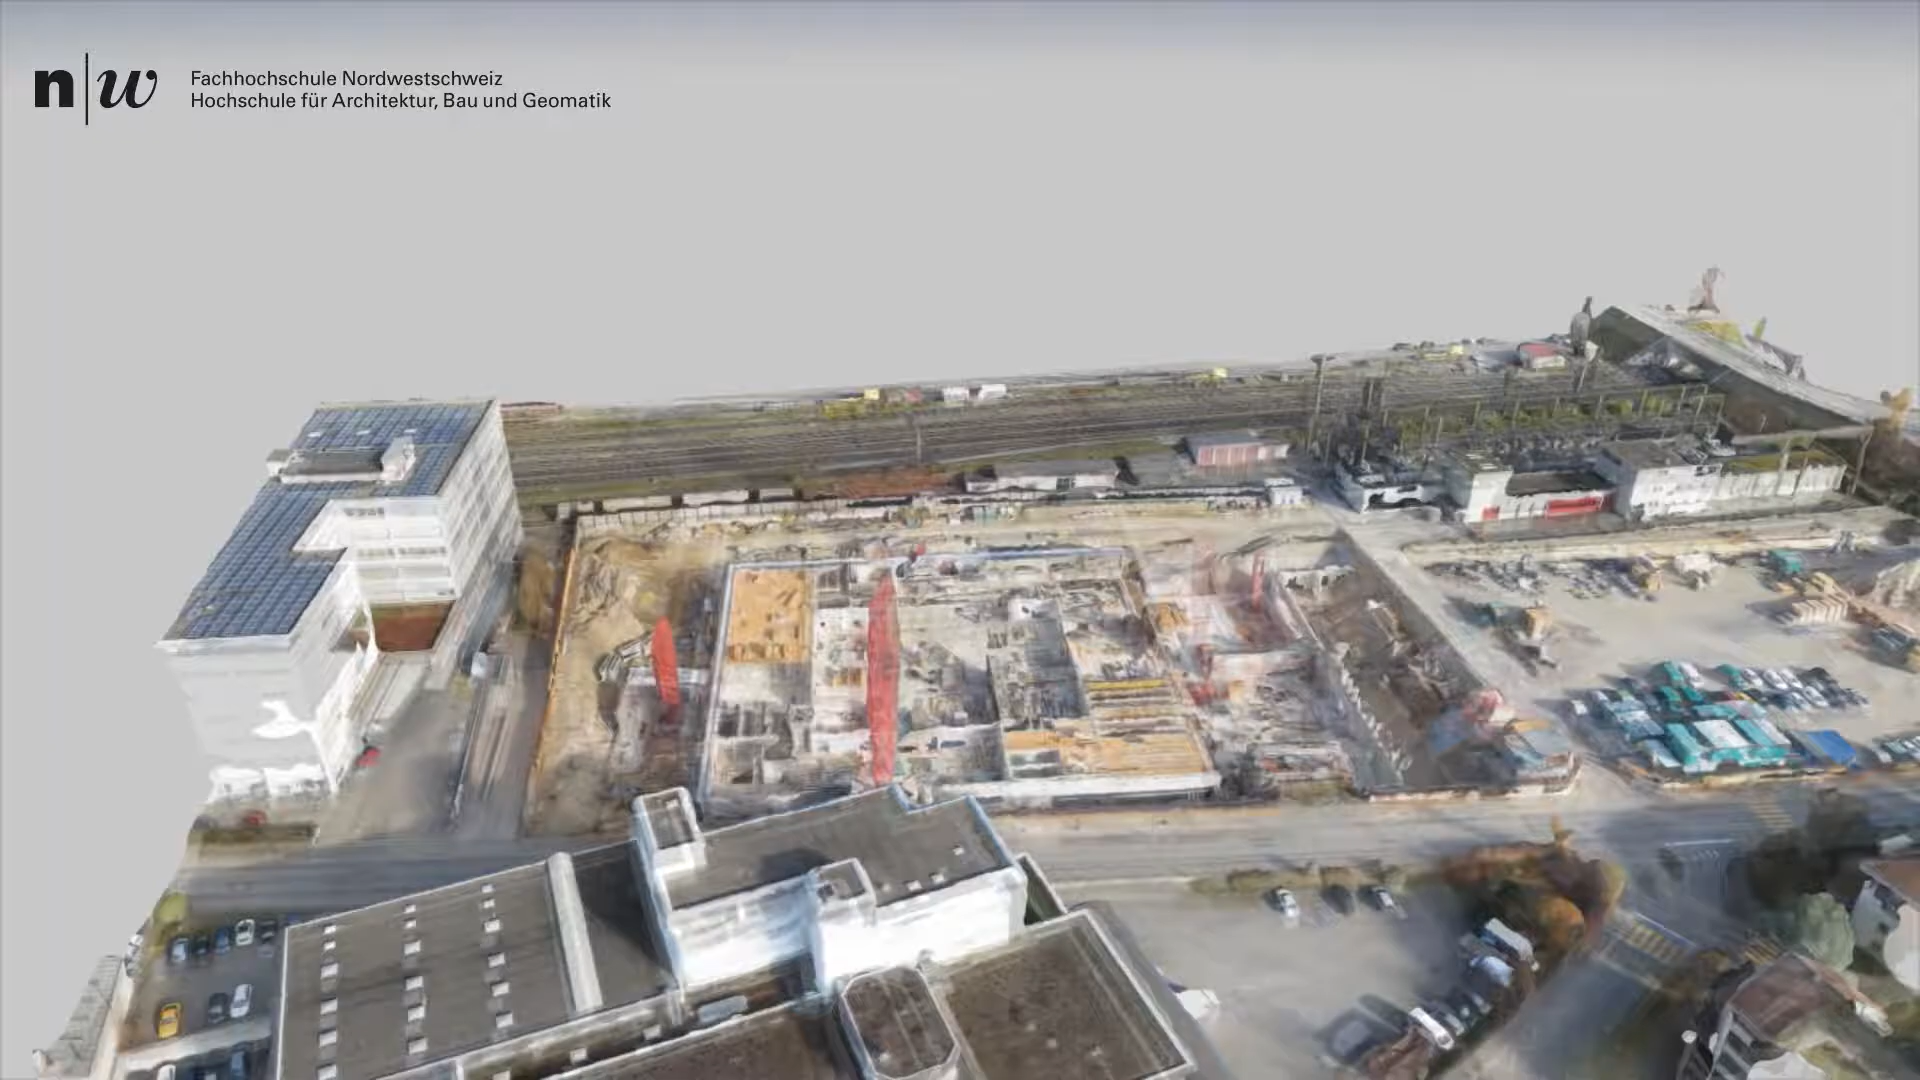 n|w
Fachhochschule Nordwestschweiz
Hochschule für Architektur, Bau und Geomatik